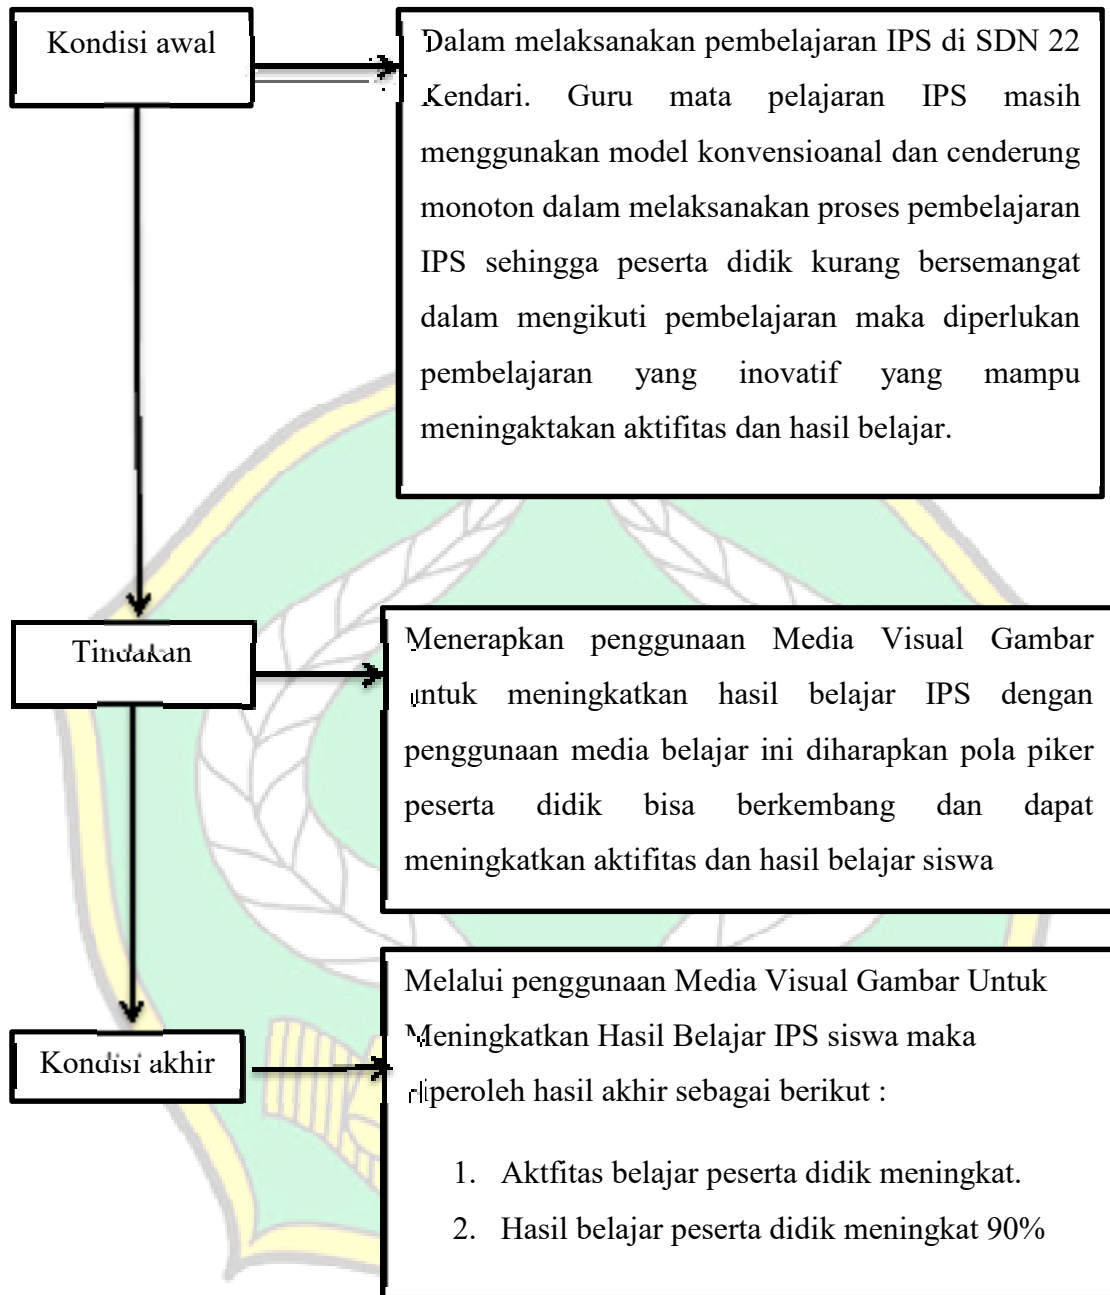 Kondisi awal
Dalam melaksanakan pembelajaran IPS di SDN 22
Kendari. Guru mata pelajaran IPS masih
menggunakan model konvensioanal dan cenderung
monoton dalam melaksanakan proses pembelajaran
IPS sehingga peserta didik kurang bersemangat
dalam mengikuti pembelajaran maka diperlukan
pembelajaran yang inovatif yang mampu
meningaktakan aktifitas dan hasil belajar.
Tindakan
Menerapkan penggunaan Media Visual Gambar
untuk meningkatkan hasil belajar IPS dengan
penggunaan media belajar ini diharapkan pola piker
peserta didik bisa berkembang dan dapat
meningkatkan aktifitas dan hasil belajar siswa
Kondisi akhir
Melalui penggunaan Media Visual Gambar Untuk
Meningkatkan Hasil Belajar IPS siswa maka
diperoleh hasil akhir sebagai berikut :
1. Aktfitas belajar peserta didik meningkat.
2. Hasil belajar peserta didik meningkat 90%